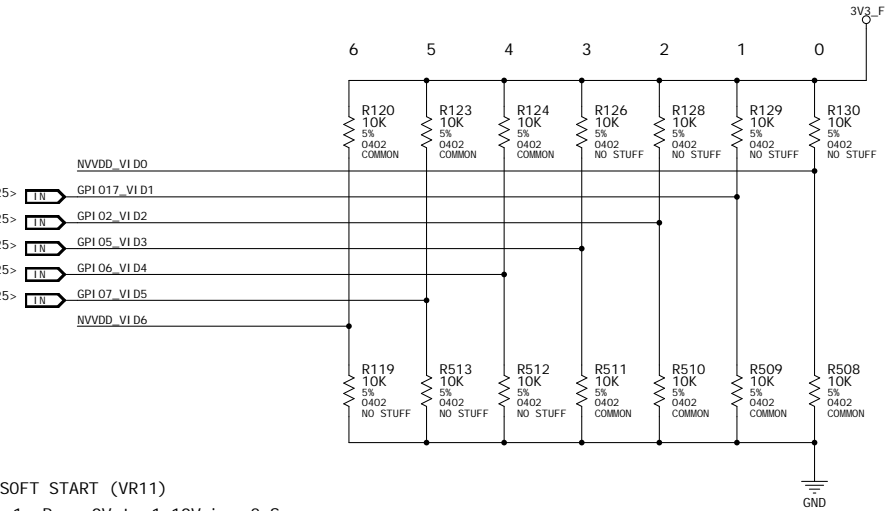 3V3_F
6 5 4 3 2 1 0
R120 10K 5% 0402 COMMON
R123 10K 5% 0402 COMMON
R124 10K 5% 0402 COMMON
R126 10K 5% 0402 NO STUFF
R128 10K 5% 0402 NO STUFF
R129 10K 5% 0402 NO STUFF
R130 10K 5% 0402 NO STUFF
NVVDD_VID0
25> IN GPIO17_VID1
25> IN GPIO2_VID2
25> IN GPIO5_VID3
25> IN GPIO6_VID4
25> IN GPIO7_VID5
NVVDD_VID6
R119 10K 5% 0402 NO STUFF
R513 10K 5% 0402 NO STUFF
R512 10K 5% 0402 NO STUFF
R511 10K 5% 0402 COMMON
R510 10K 5% 0402 COMMON
R509 10K 5% 0402 COMMON
R508 10K 5% 0402 COMMON
SOFT START (VR11)
GND